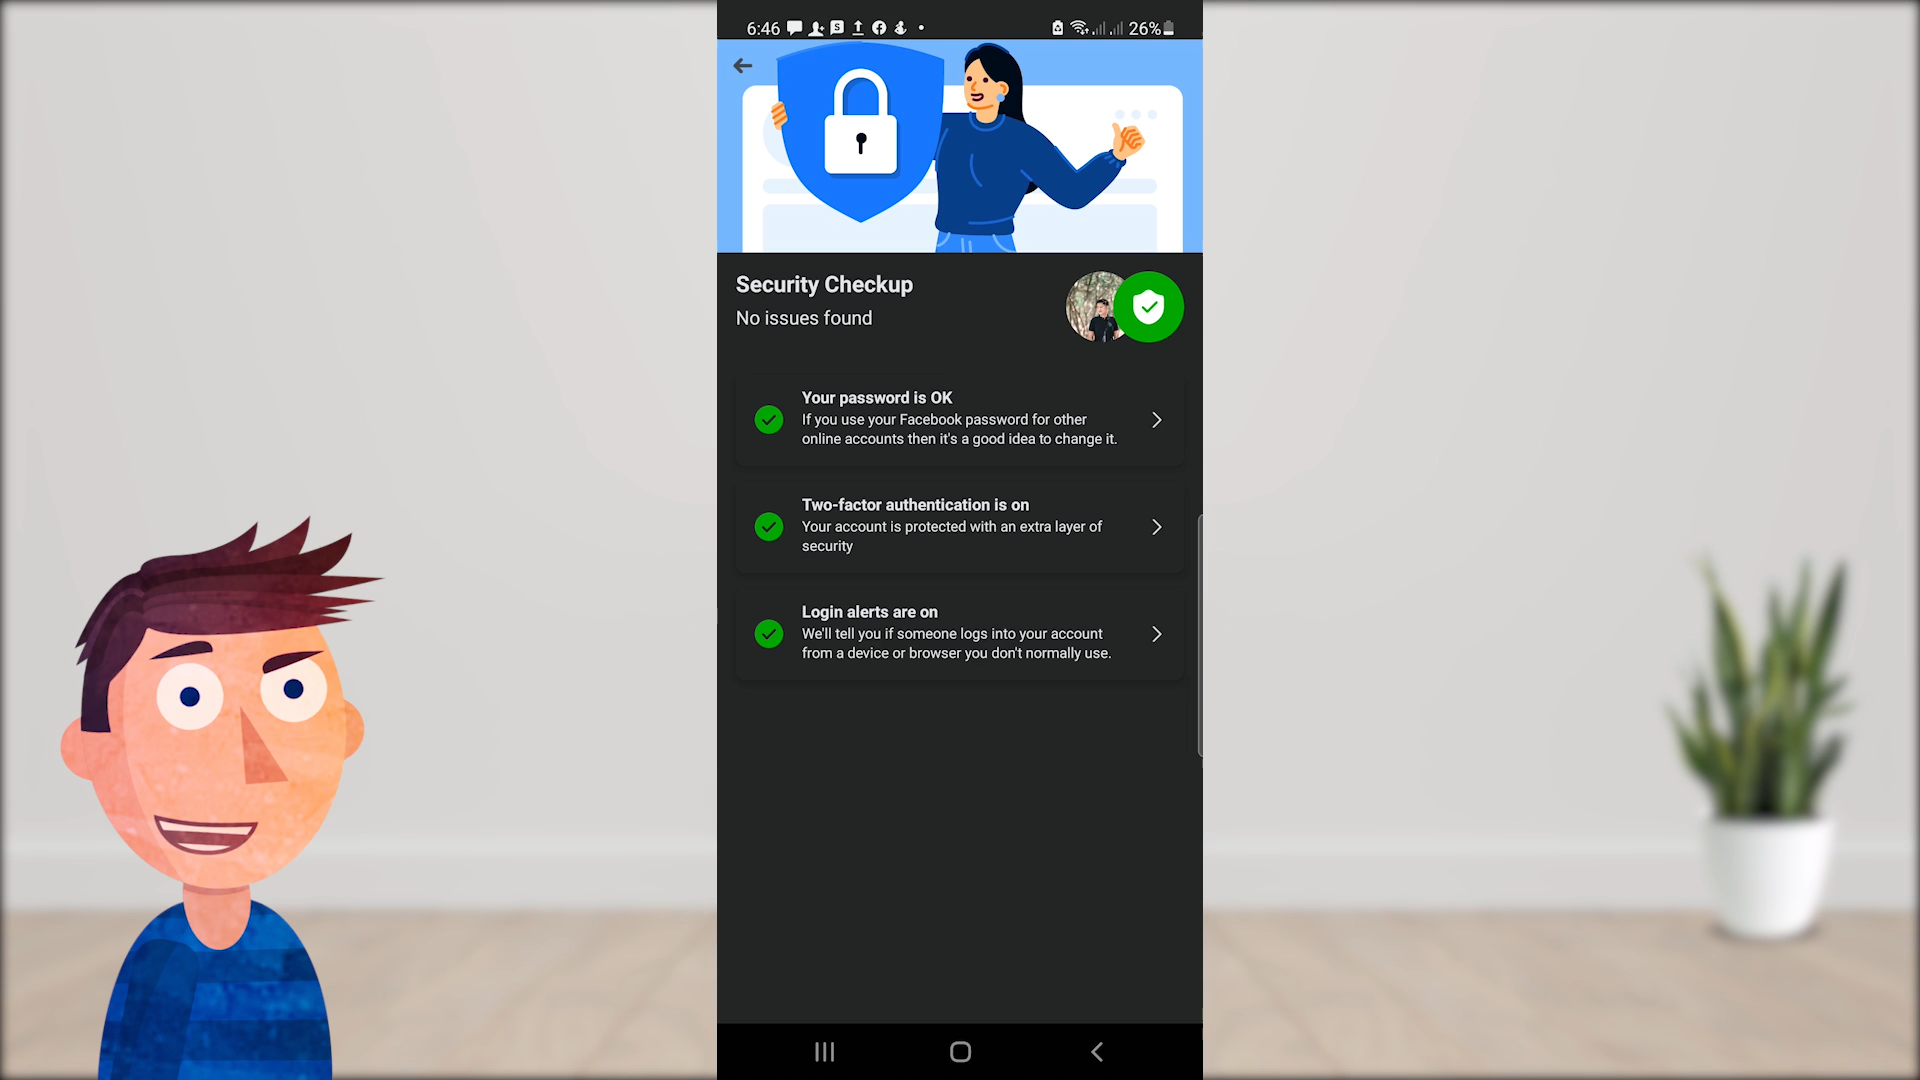 6:46
26%
Security Checkup
No issues found
Your password is OK
If you use your Facebook password for other
online accounts then it's a good idea to change it.
Two-factor authentication is on
Your account is protected with an extra layer of
security
Login alerts are on
We'll tell you if someone logs into your account
from a device or browser you don't normally use.